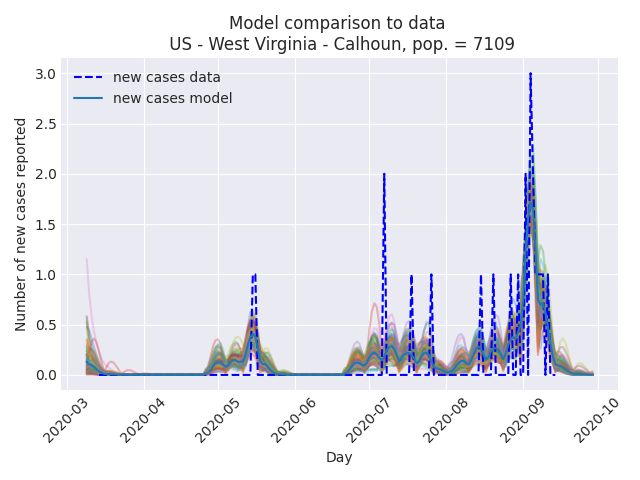 Model comparison to data
US - West Virginia - Calhoun, pop. = 7109
new cases data
new cases model
Number of new cases reported
3.0
2.5
2.0
1.5
1.0
0.5
0.0
2020-03
2020-04
2020-05
2020-06
2020-07
2020-08
2020-09
2020-10
Day